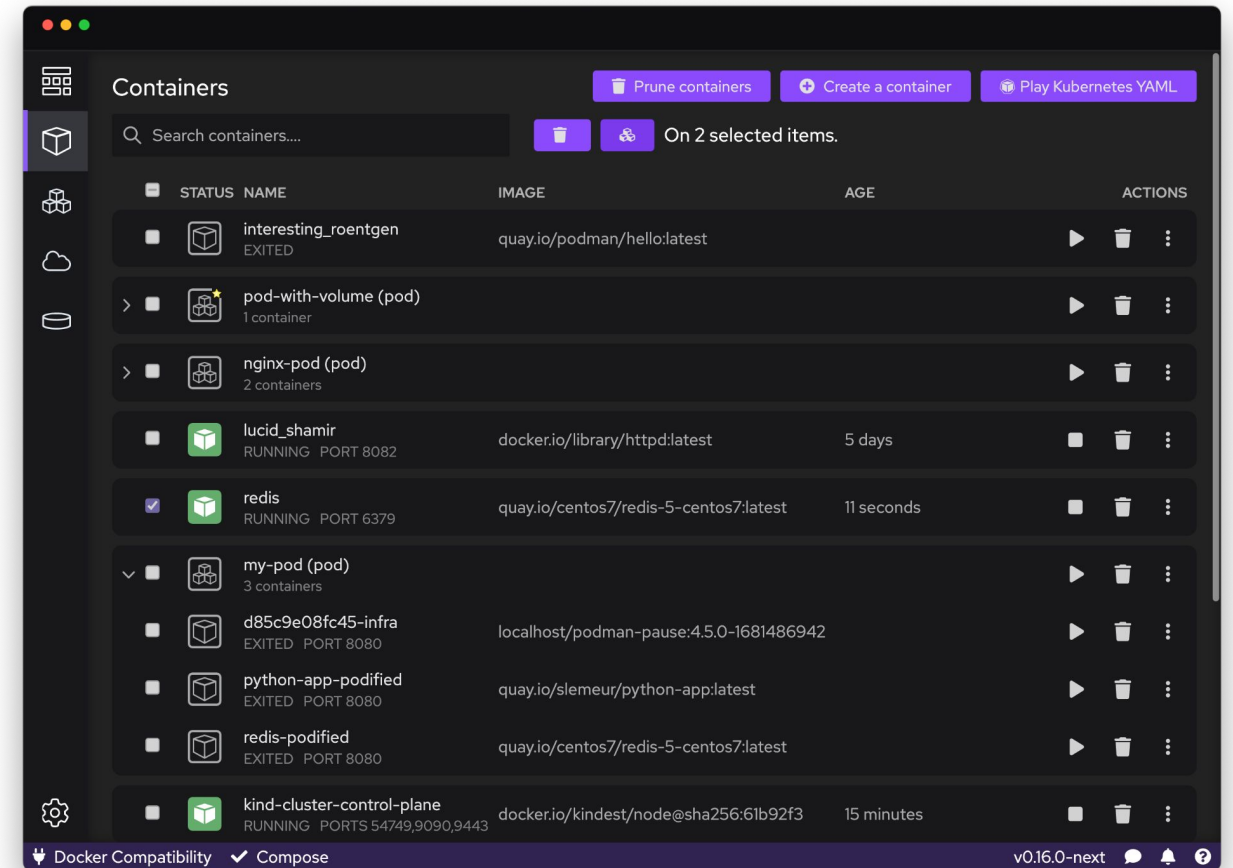 Containers
Prune containers
Create a container
Play Kubernetes YAML
Search containers....
On 2 selected items.
STATUS NAME IMAGE AGE ACTIONS
interesting_roentgen
EXITED
quay.io/podman/hello:latest
pod-with-volume (pod)
1 container
nginx-pod (pod)
2 containers
lucid_shamir
RUNNING PORT 8082
docker.io/library/httpd:latest
5 days
redis
RUNNING PORT 6379
quay.io/centos7/redis-5-centos7:latest
11 seconds
my-pod (pod)
3 containers
d85c9e08fc45-infra
EXITED PORT 8080
localhost/podman-pause:4.5.0-1681486942
python-app-podified
EXITED PORT 8080
quay.io/slemeur/python-app:latest
redis-podified
EXITED PORT 8080
quay.io/centos7/redis-5-centos7:latest
kind-cluster-control-plane
RUNNING PORTS 54749,9090,9443
docker.io/kindest/node@sha256:61b92f3
15 minutes
Docker Compatibility Compose v0.16.0-next